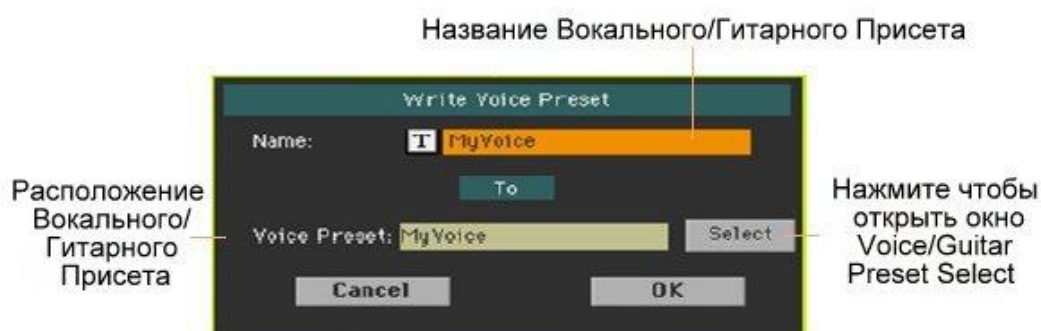 Название Вокального/Гитарного Присета
Write Voice Preset
Name: T MyVoice
To
Расположение
Вокального/
Гитарного
Присета
Voice Preset: MyVoice Select
Нажмите чтобы
открыть окно
Voice/Guitar
Preset Select
Cancel OK